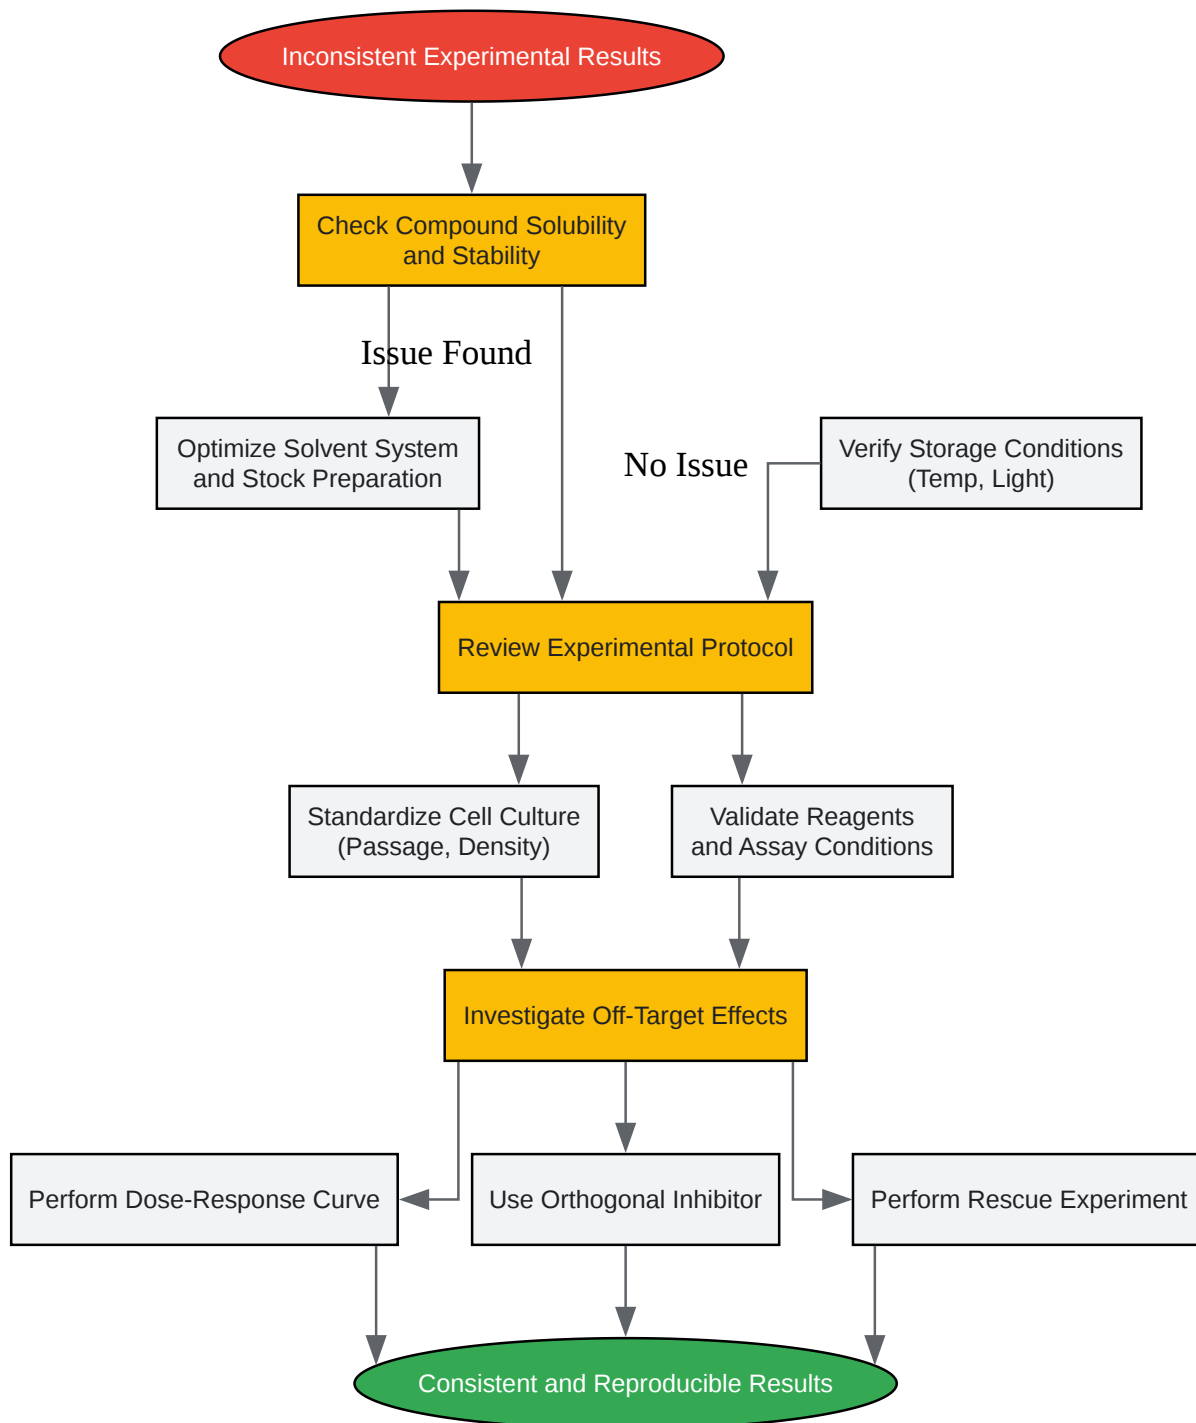 Inconsistent Experimental Results
Check Compound Solubility
and Stability
Issue Found
Optimize Solvent System
and Stock Preparation
No Issue
Verify Storage Conditions
(Temp, Light)
Review Experimental Protocol
Standardize Cell Culture
(Passage, Density)
Validate Reagents
and Assay Conditions
Investigate Off-Target Effects
Perform Dose-Response Curve
Use Orthogonal Inhibitor
Perform Rescue Experiment
Consistent and Reproducible Results